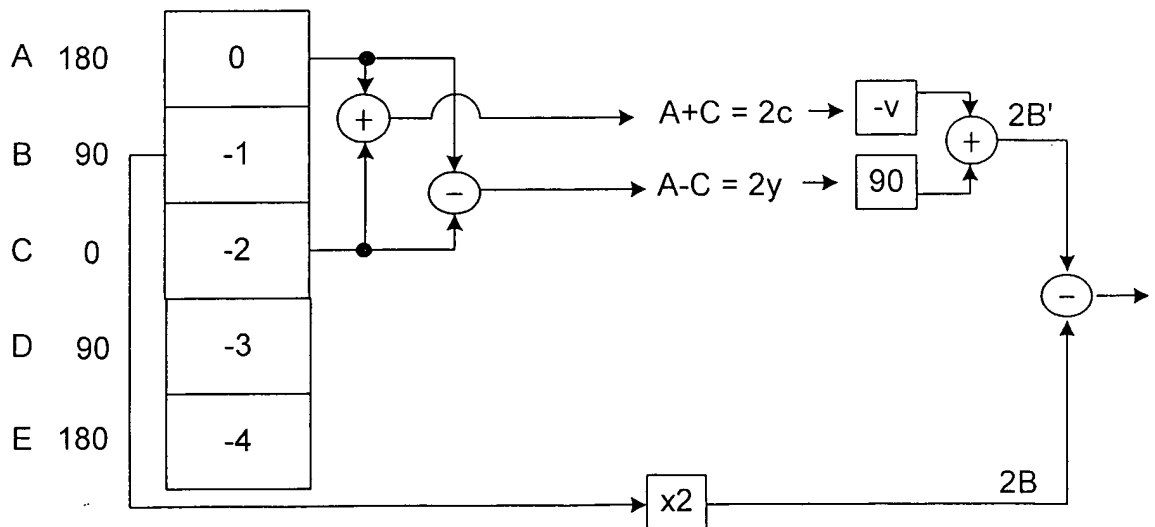 A 180 0
+
A+C = 2c
-v
2B'
+
B 90 -1
−
A-C = 2y
90
C 0 -2
−
D 90 -3
E 180 -4
x2
2B